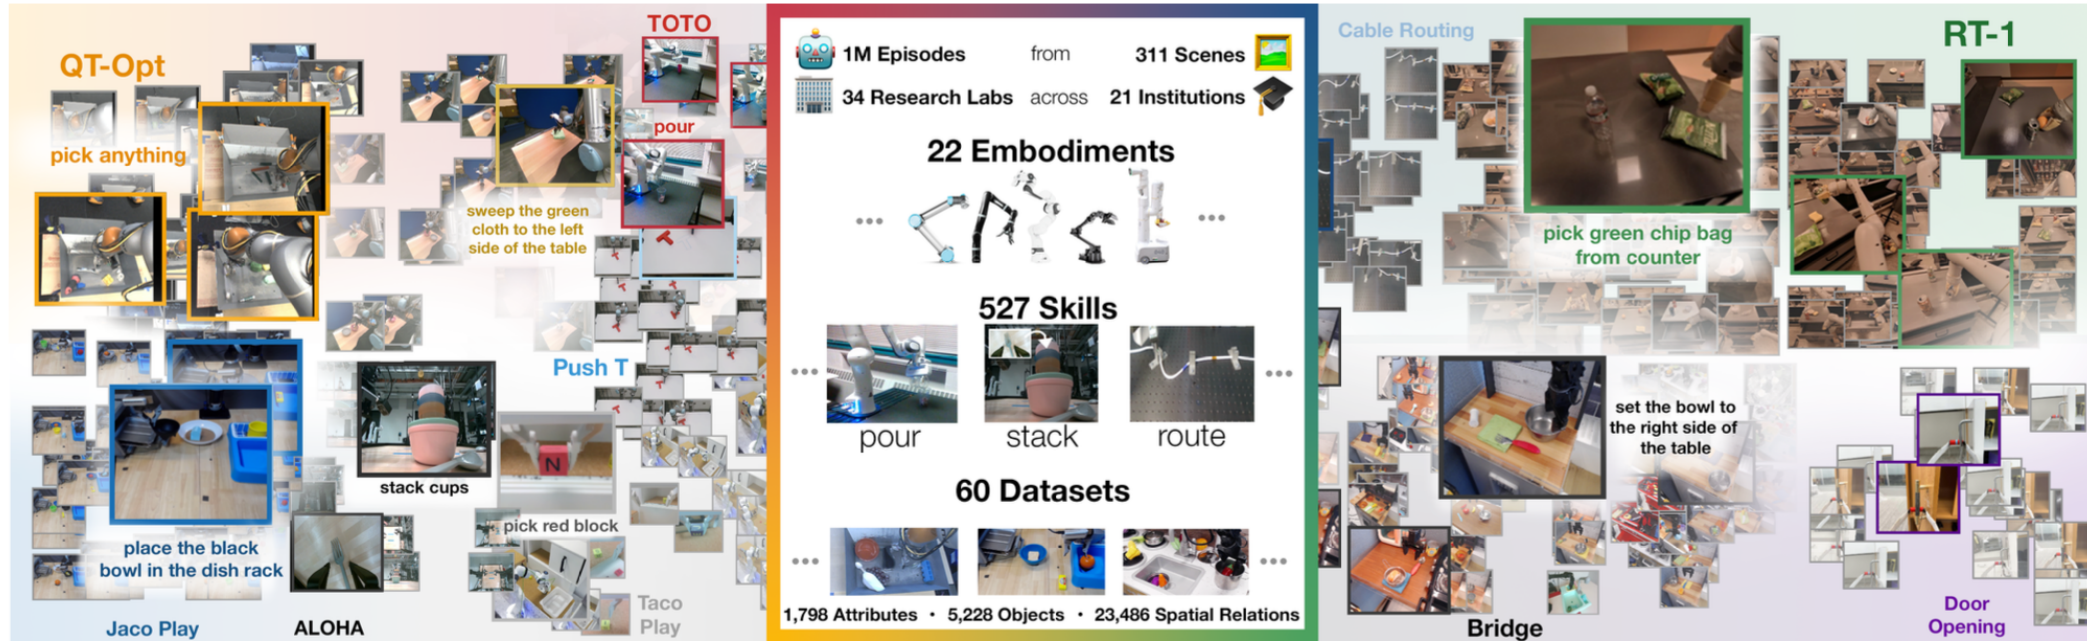 QT-Opt
pick anything
TOTO
pour
sweep the green
cloth to the left
side of the table
Push T
stack cups
N
pick red block
place the black
bowl in the dish rack
Jaco Play
ALOHA
Taco
Play
1M Episodes from 311 Scenes
34 Research Labs across 21 Institutions
22 Embodiments
527 Skills
pour
stack
route
60 Datasets
1,798 Attributes • 5,228 Objects • 23,486 Spatial Relations
Cable Routing
RT-1
pick green chip bag
from counter
set the bowl to
the right side of
the table
Bridge
Door
Opening